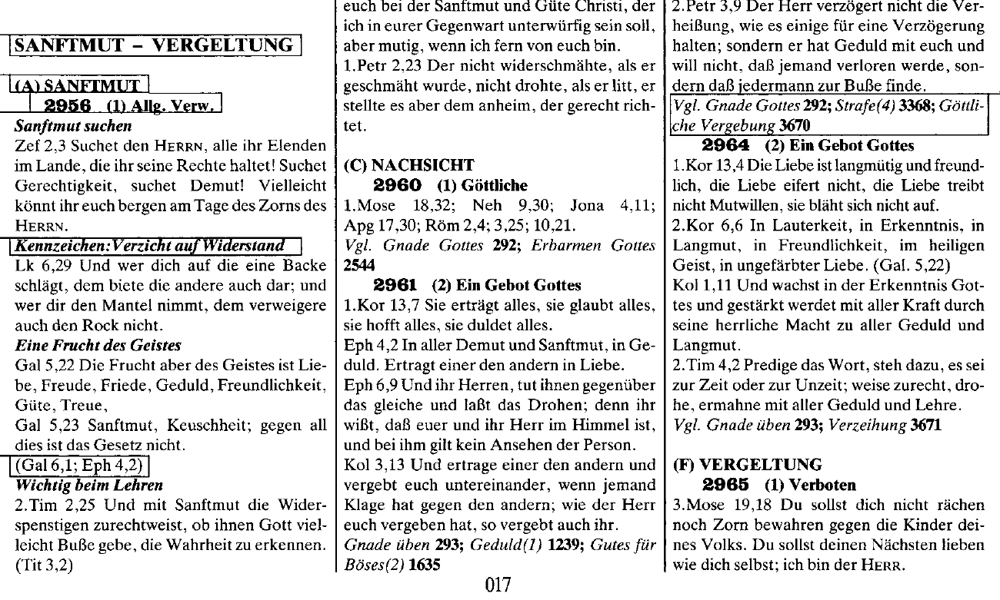 SANFTMUT – VERGELTUNG
(A) SANFTMUT
2956 (1) Allg. Verw.
Sanftmut suchen
Zef 2,3 Suchet den HERRN, alle ihr Elenden
im Lande, die ihr seine Rechte haltet! Suchet
Gerechtigkeit, suchet Demut! Vielleicht
könnt ihr euch bergen am Tage des Zorns des
HERRN.
Kennzeichen: Verzicht auf Widerstand
Lk 6,29 Und wer dich auf die eine Backe
schlägt, dem biete die andere auch dar; und
wer dir den Mantel nimmt, dem verweigere
auch den Rock nicht.
Eine Frucht des Geistes
Gal 5,22 Die Frucht aber des Geistes ist Lie-
be, Freude, Friede, Geduld, Freundlichkeit,
Güte, Treue,
Gal 5,23 Sanftmut, Keuschheit; gegen all
dies ist das Gesetz nicht.
(Gal 6,1; Eph 4,2)
Wichtig beim Lehren
2.Tim 2,25 Und mit Sanftmut die Wider-
spenstigen zurechtweist, ob ihnen Gott viel-
leicht Buße gebe, die Wahrheit zu erkennen.
(Tit 3,2)
euch bei der Sanftmut und Güte Christi, der
ich in eurer Gegenwart unterwürfig sein soll,
aber mutig, wenn ich fern von euch bin.
1.Petr 2,23 Der nicht widerschmähte, als er
geschmäht wurde, nicht drohte, als er litt, er
stellte es aber dem anheim, der gerecht rich-
tet.
(C) NACHSICHT
2960 (1) Göttliche
1.Mose 18,32; Neh 9,30; Jona 4,11;
Apg 17,30; Röm 2,4; 3,25; 10,21.
Vgl. Gnade Gottes 292; Erbarmen Gottes
2544
2961 (2) Ein Gebot Gottes
1.Kor 13,7 Sie erträgt alles, sie glaubt alles,
sie hofft alles, sie duldet alles.
Eph 4,2 In aller Demut und Sanftmut, in Ge-
duld. Ertragt einer den andern in Liebe.
Eph 6,9 Und ihr Herren, tut ihnen gegenüber
das gleiche und laßt das Drohen; denn ihr
wißt, daß euer und ihr Herr im Himmel ist,
und bei ihm gilt kein Ansehen der Person.
Kol 3,13 Und ertrage einer den andern und
vergebt euch untereinander, wenn jemand
Klage hat gegen den andern; wie der Herr
euch vergeben hat, so vergebt auch ihr.
Gnade üben 293; Geduld(1) 1239; Gutes für
Böses(2) 1635
2.Petr 3,9 Der Herr verzögert nicht die Ver-
heißung, wie es einige für eine Verzögerung
halten; sondern er hat Geduld mit euch und
will nicht, daß jemand verloren werde, son-
dern daß jedermann zur Buße finde.
Vgl. Gnade Gottes 292; Strafe(4) 3368; Göttli-
che Vergebung 3670
2964 (2) Ein Gebot Gottes
1.Kor 13,4 Die Liebe ist langmütig und freund-
lich, die Liebe eifert nicht, die Liebe treibt
nicht Mutwillen, sie bläht sich nicht auf.
2.Kor 6,6 In Lauterkeit, in Erkenntnis, in
Langmut, in Freundlichkeit, im heiligen
Geist, in ungefärbter Liebe. (Gal. 5,22)
Kol 1,11 Und wachst in der Erkenntnis Got-
tes und gestärkt werdet mit aller Kraft durch
seine herrliche Macht zu aller Geduld und
Langmut.
2.Tim 4,2 Predige das Wort, steh dazu, es sei
zur Zeit oder zur Unzeit; weise zurecht, dro-
he, ermahne mit aller Geduld und Lehre.
Vgl. Gnade üben 293; Verzeihung 3671
(F) VERGELTUNG
2965 (1) Verboten
3.Mose 19,18 Du sollst dich nicht rächen
noch Zorn bewahren gegen die Kinder dei-
nes Volks. Du sollst deinen Nächsten lieben
wie dich selbst; ich bin der HERR.
017